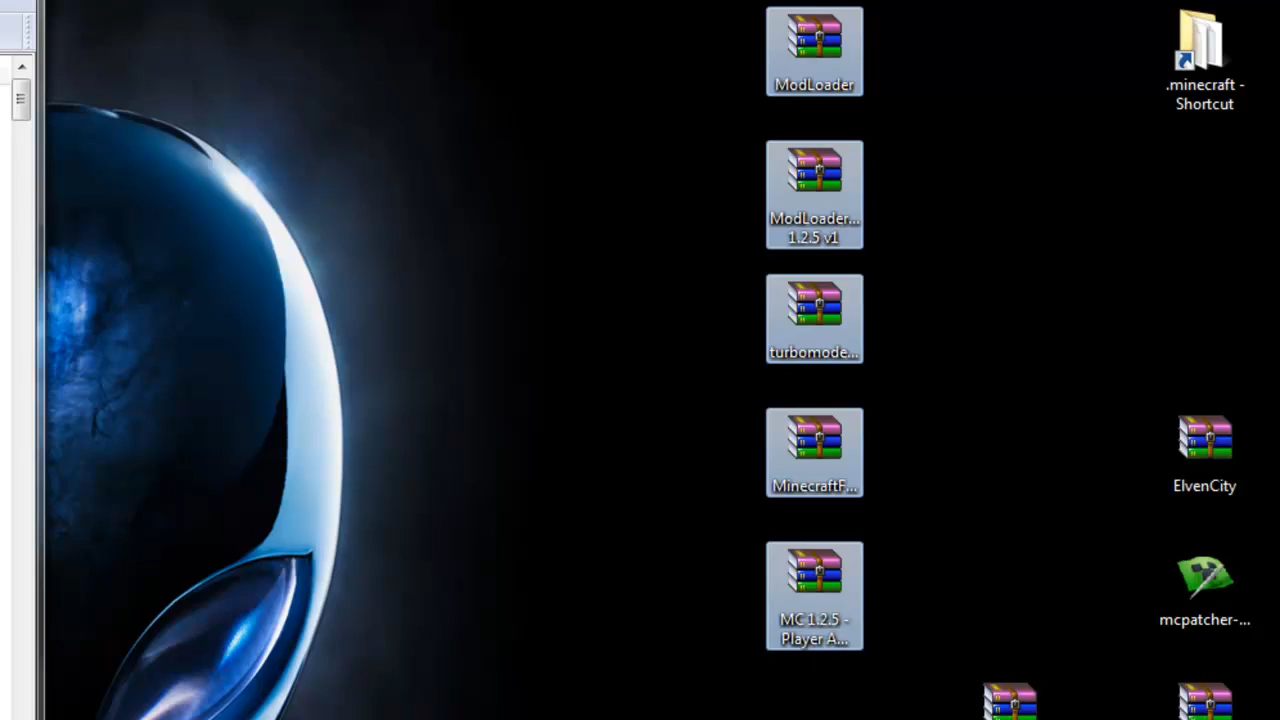 ModLoader
.minecraft -
Shortcut
ModLoader...
1.2.5 v1
turbomode...
MinecraftF...
ElvenCity
MC 1.2.5 -
Player A...
mcpatcher-...